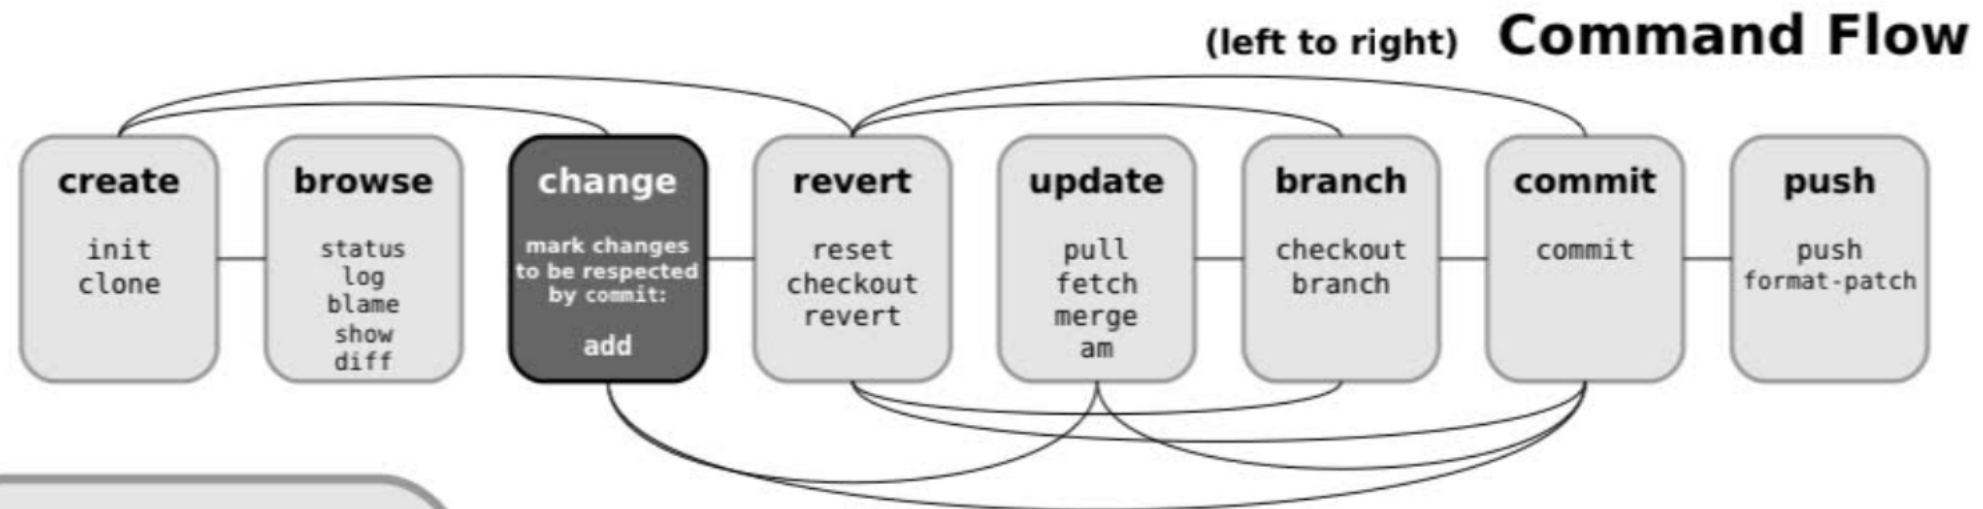 (left to right) Command Flow
create
init
clone
browse
status
log
blame
show
diff
change
mark changes
to be respected
by commit:
add
revert
reset
checkout
revert
update
pull
fetch
merge
am
branch
checkout
branch
commit
commit
push
push
format-patch